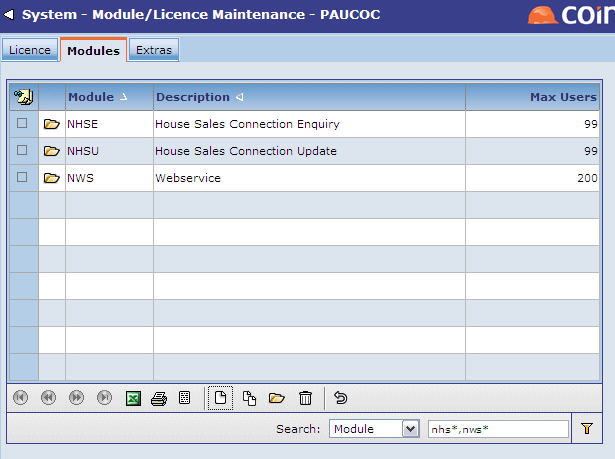 System - Module/Licence Maintenance - PAUCOC
COIN
Licence Modules Extras
Module Description Max Users
NHSE House Sales Connection Enquiry 99
NHSU House Sales Connection Update 99
NWS Webservice 200
Search: Module nhs*,nws*